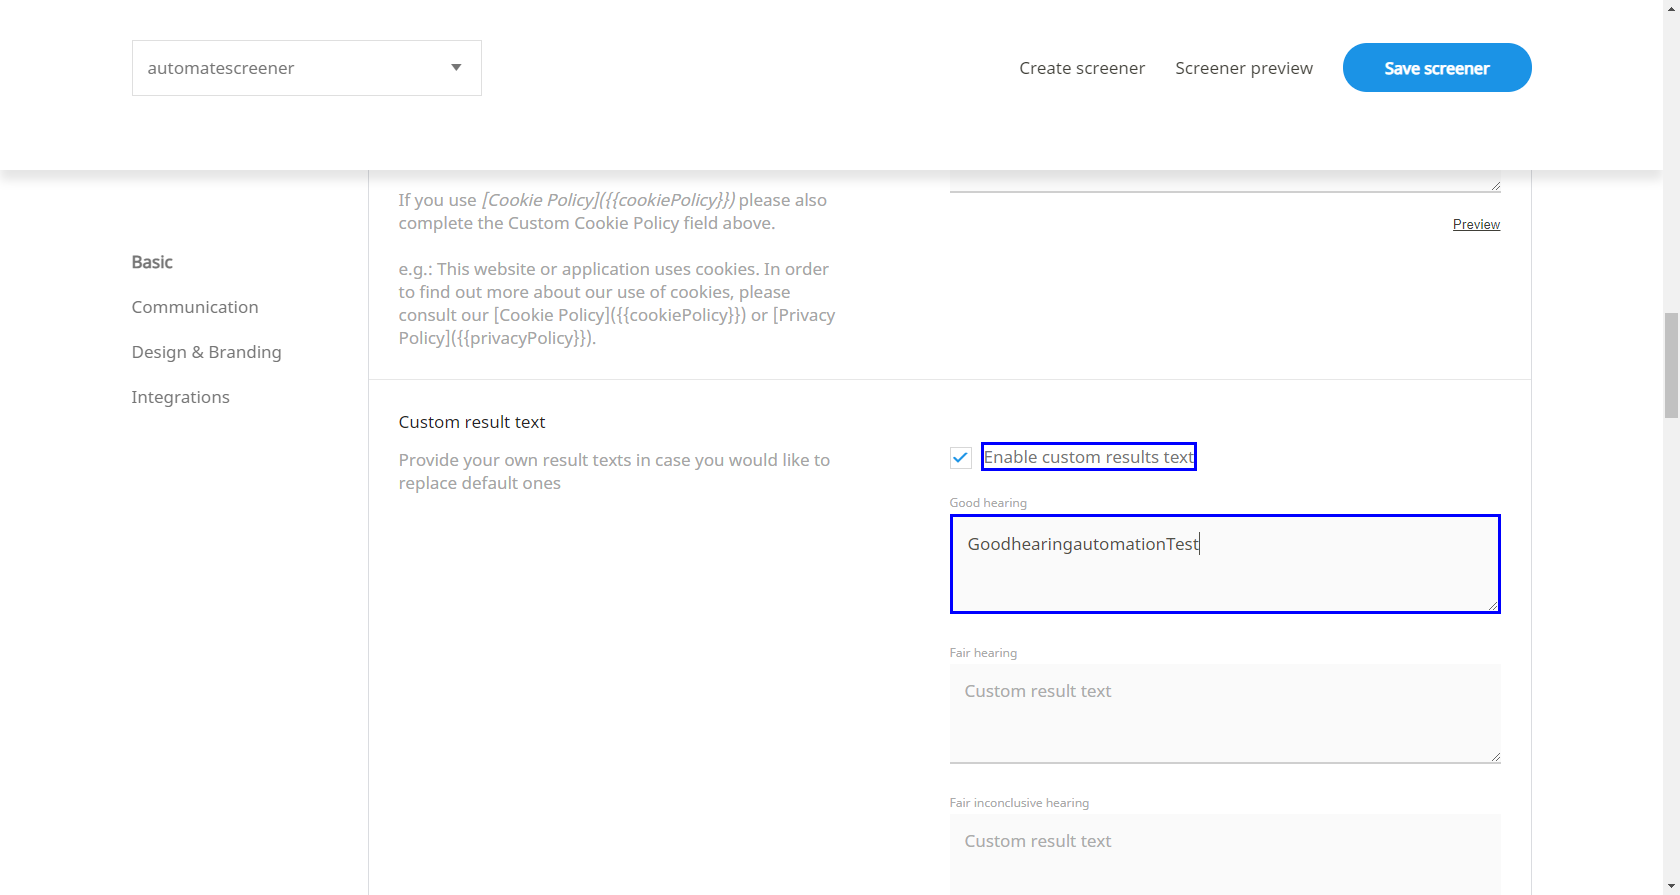 automatescreener
Create screener
Screener preview
Save screener
Basic
Communication
Design & Branding
Integrations
If you use [Cookie Policy]({{cookiePolicy}}) please also
complete the Custom Cookie Policy field above.
e.g.: This website or application uses cookies. In order
to find out more about our use of cookies, please
consult our [Cookie Policy]({{cookiePolicy}}) or [Privacy
Policy]({{privacyPolicy}}).
Preview
Custom result text
Provide your own result texts in case you would like to
replace default ones
Enable custom results text
Good hearing
GoodhearingautomationTest
Fair hearing
Custom result text
Fair inconclusive hearing
Custom result text